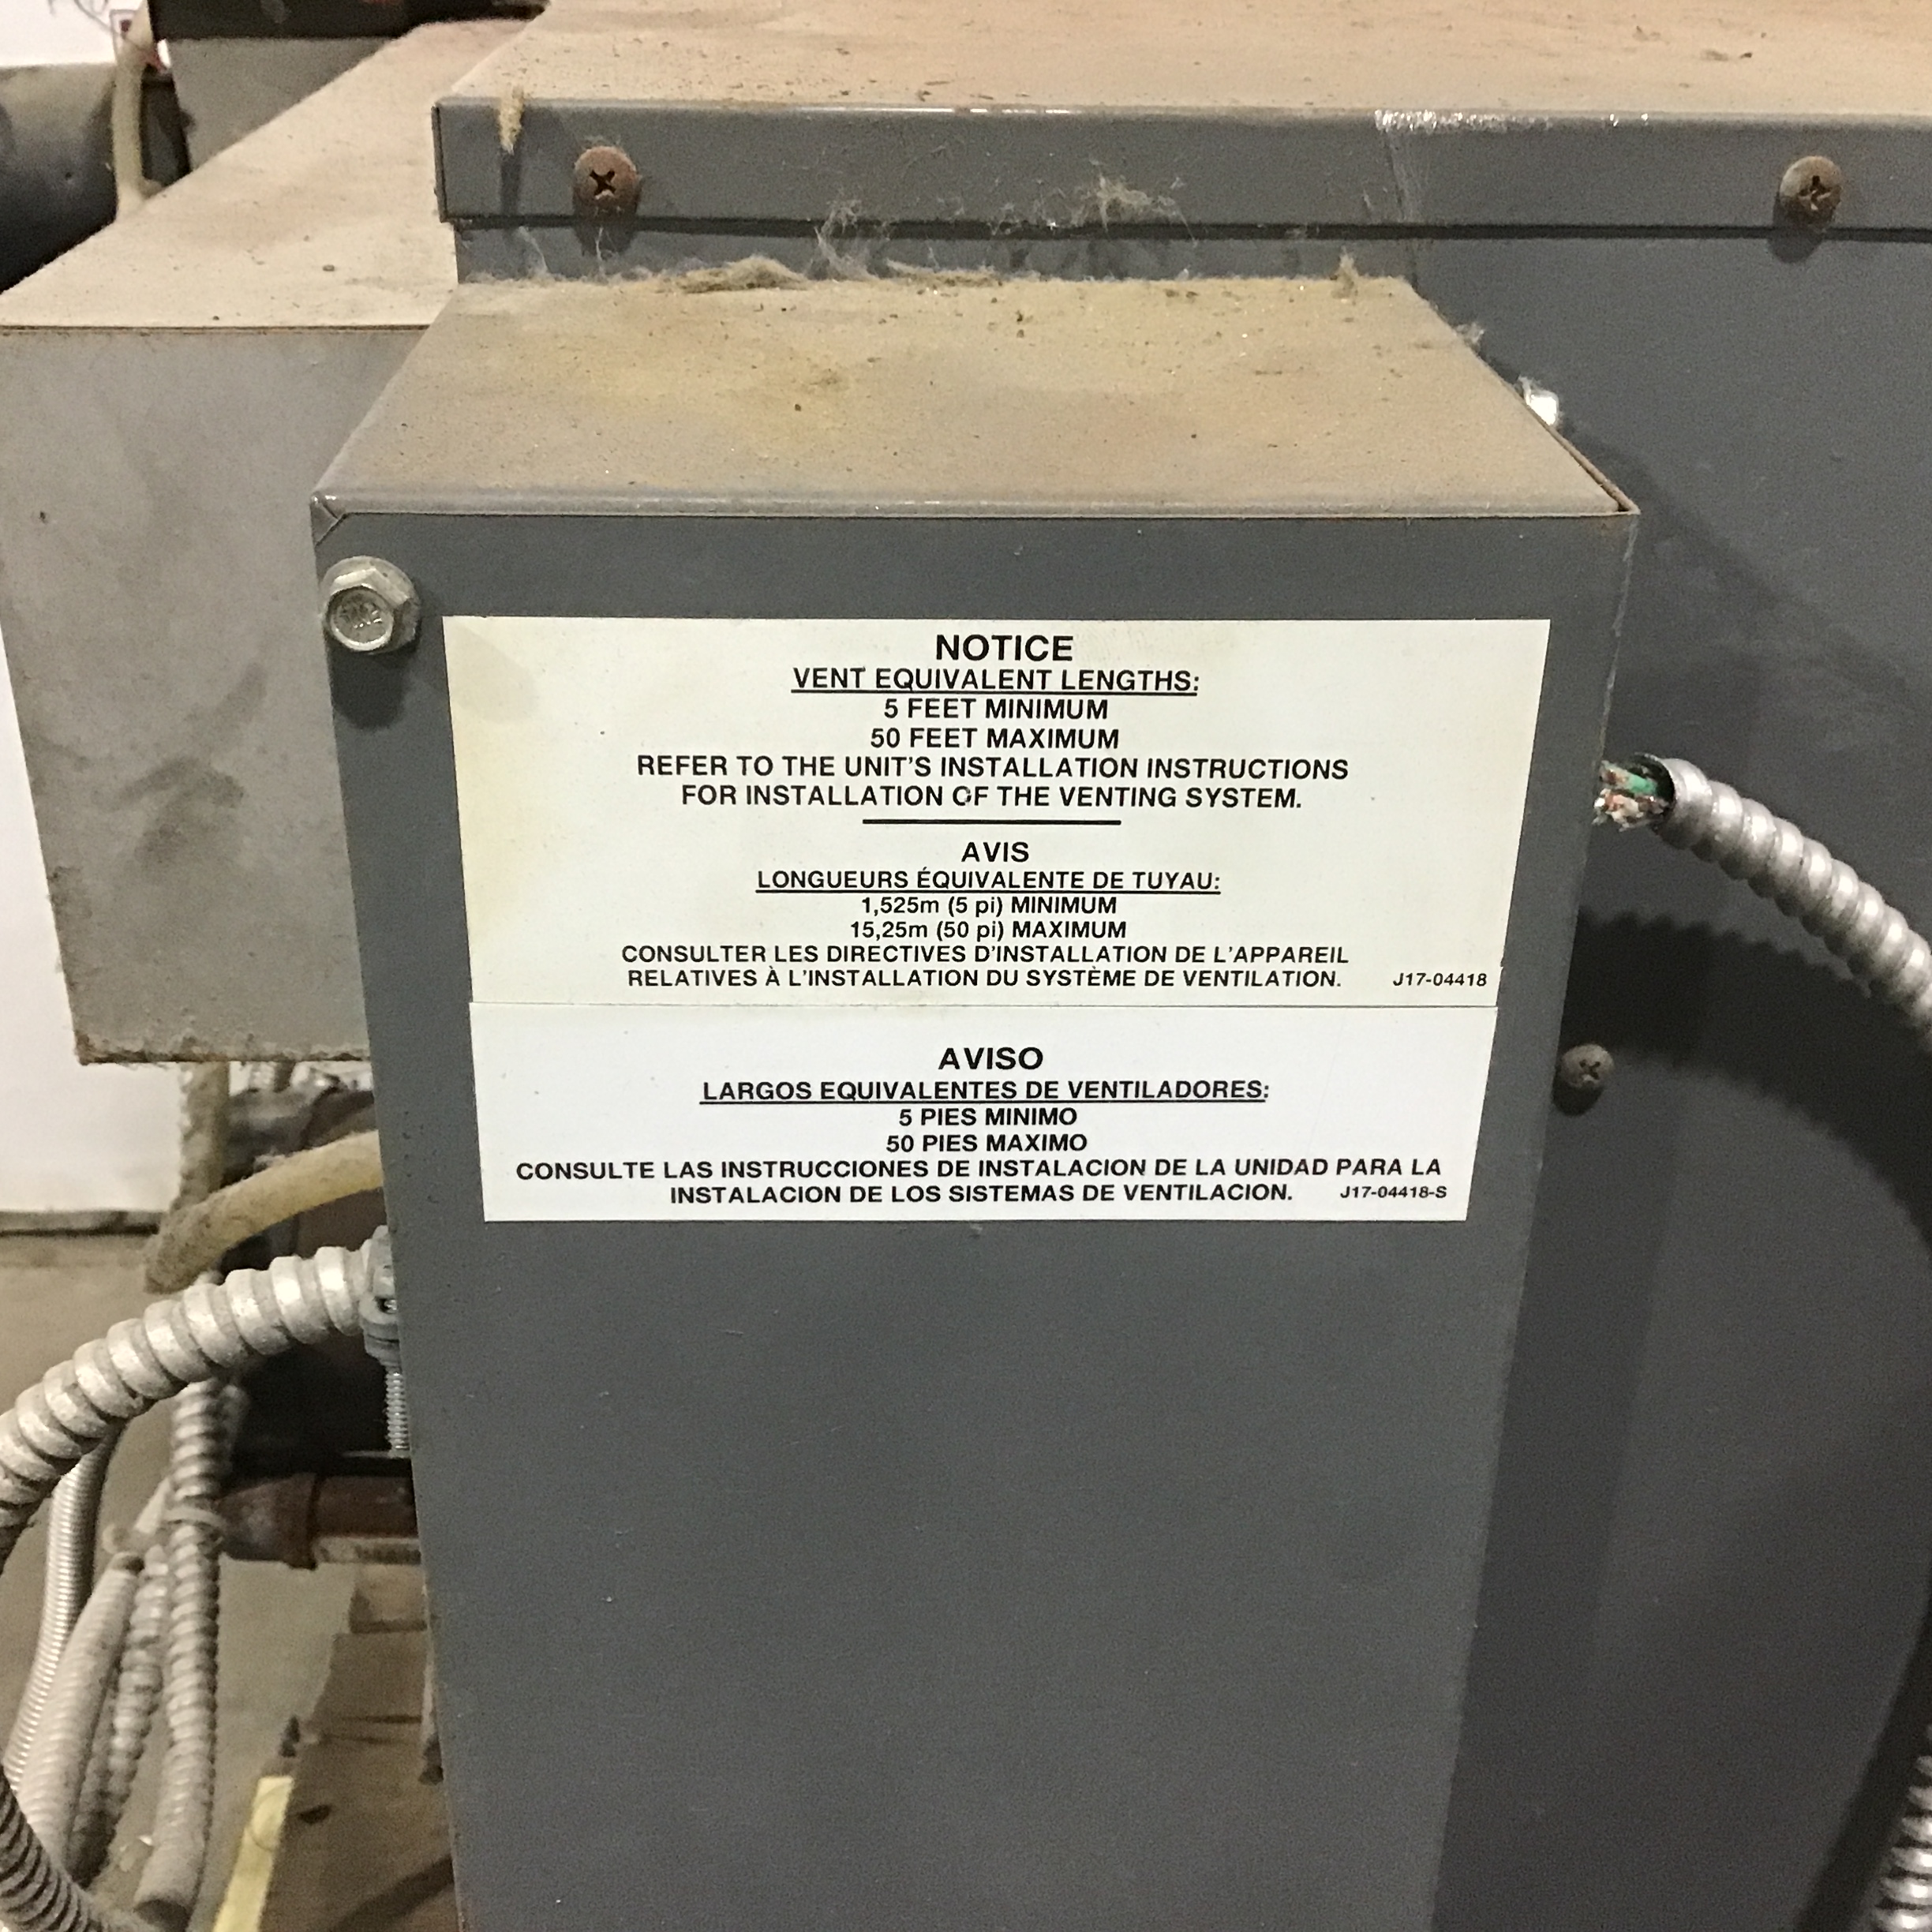 NOTICE
VENT EQUIVALENT LENGTHS:
5 FEET MINIMUM
50 FEET MAXIMUM
REFER TO THE UNIT'S INSTALLATION INSTRUCTIONS
FOR INSTALLATION OF THE VENTING SYSTEM.
AVIS
LONGUEURS ÉQUIVALENTE DE TUYAU:
1,525m (5 pi) MINIMUM
15,25m (50 pi) MAXIMUM
CONSULTER LES DIRECTIVES D'INSTALLATION DE L'APPAREIL
RELATIVES À L'INSTALLATION DU SYSTÈME DE VENTILATION. J17-04418
AVISO
LARGOS EQUIVALENTES DE VENTILADORES:
5 PIES MINIMO
50 PIES MAXIMO
CONSULTE LAS INSTRUCCIONES DE INSTALACION DE LA UNIDAD PARA LA
INSTALACION DE LOS SISTEMAS DE VENTILACION. J17-04418-S